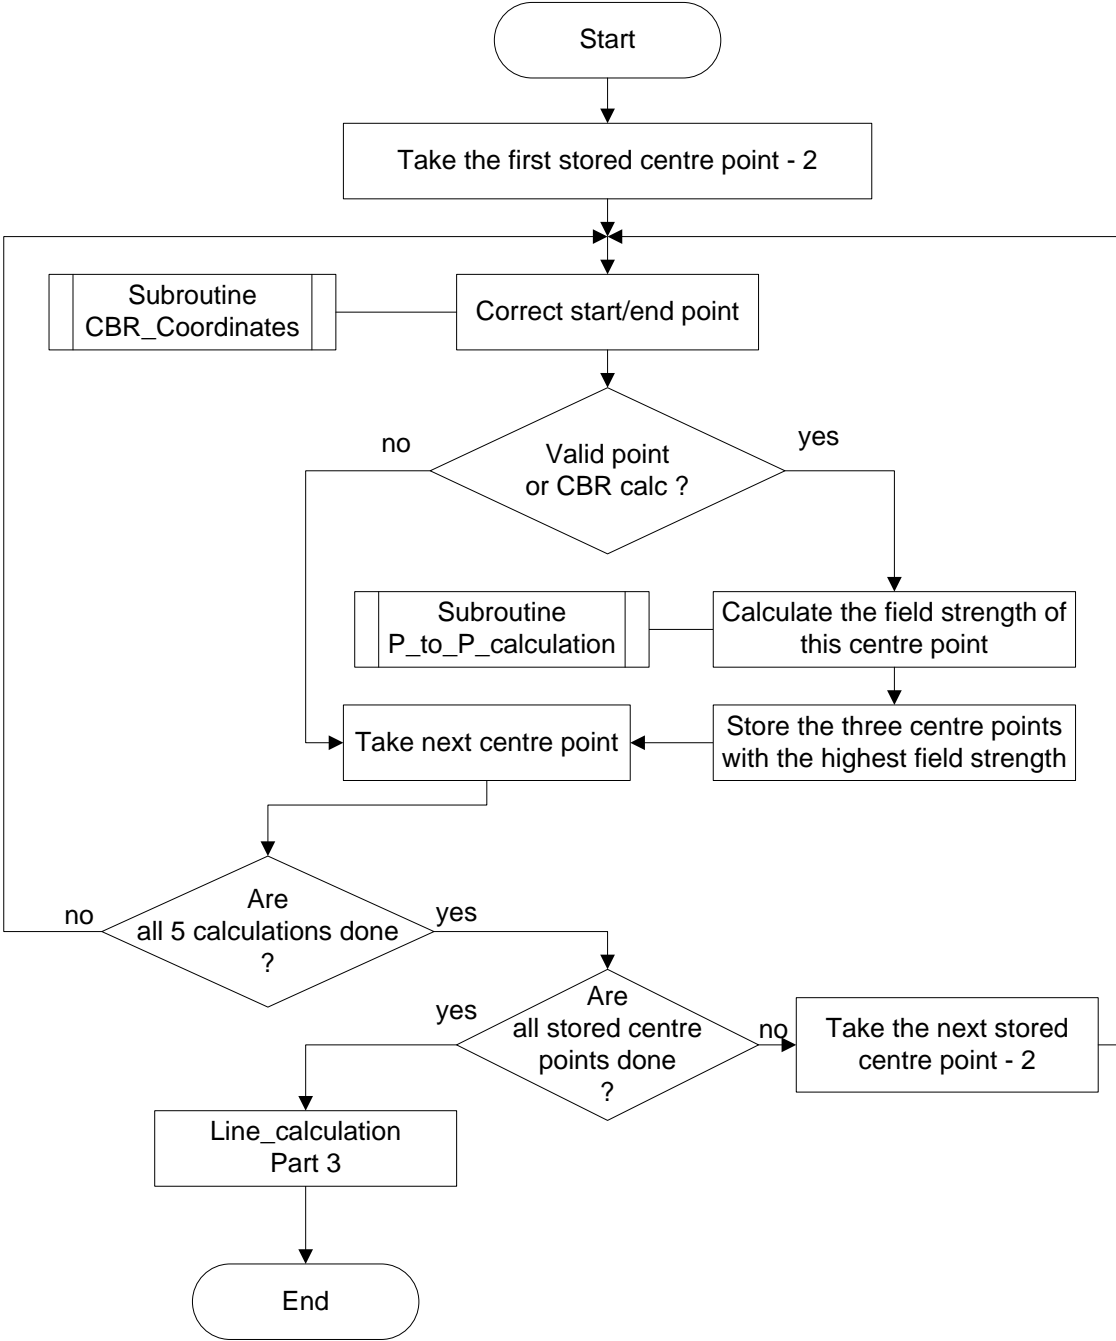 Start
Take the first stored centre point - 2
Subroutine
CBR_Coordinates
Correct start/end point
no
yes
Valid point
or CBR calc ?
Subroutine
P_to_P_calculation
Calculate the field strength of
this centre point
Take next centre point
Store the three centre points
with the highest field strength
no
Are
all 5 calculations done
?
yes
yes
Are
all stored centre
points done
?
no
Take the next stored
centre point - 2
Line_calculation
Part 3
End